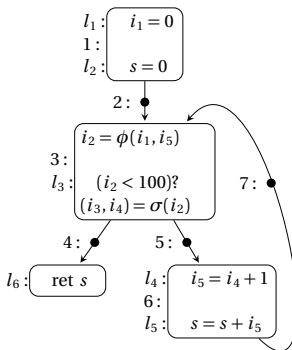 l₁: i₁ = 0
1:
l₂: s = 0
2:
i₂ = ϕ(i₁, i₅)
3:
l₃: (i₂ < 100)?
7:
(i₃, i₄) = σ(i₂)
4: 5:
l₆: ret s
l₄: i₅ = i₄ + 1
6:
l₅: s = s + i₅